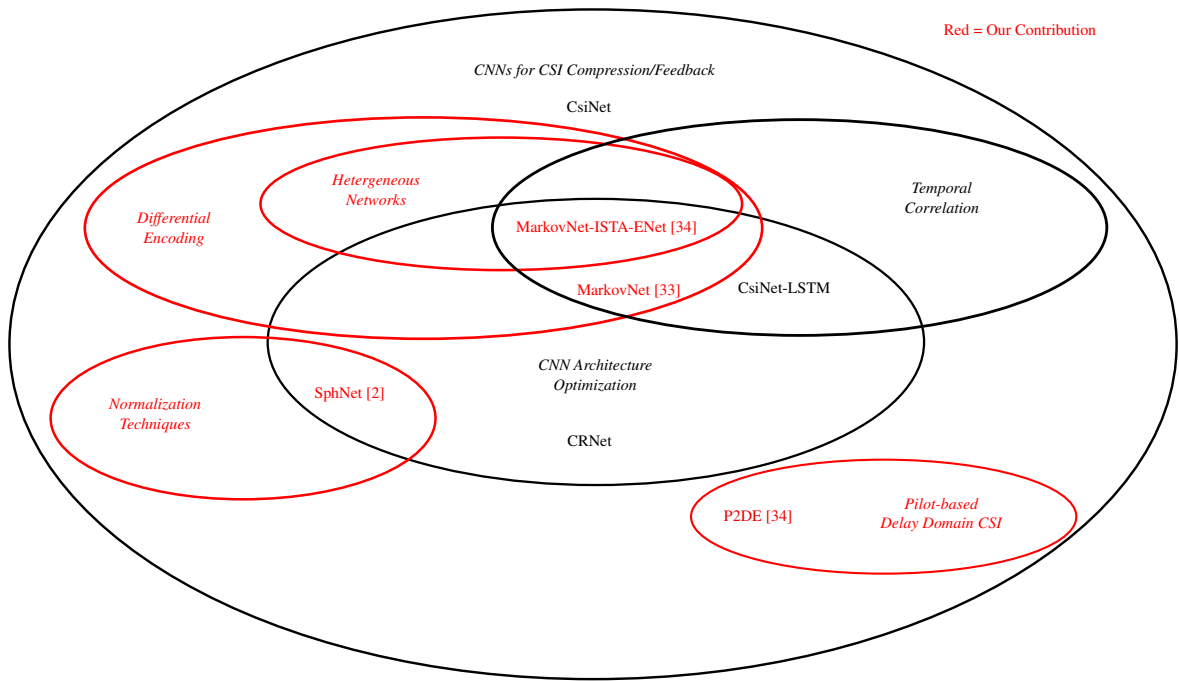 Red = Our Contribution
CNNs for CSI Compression/Feedback
CsiNet
Hetergeneous
Networks
Temporal
Correlation
Differential
Encoding
MarkovNet-ISTA-ENet [34]
MarkovNet [33]
CsiNet-LSTM
CNN Architecture
Optimization
SphNet [2]
Normalization
Techniques
CRNet
P2DE [34]
Pilot-based
Delay Domain CSI